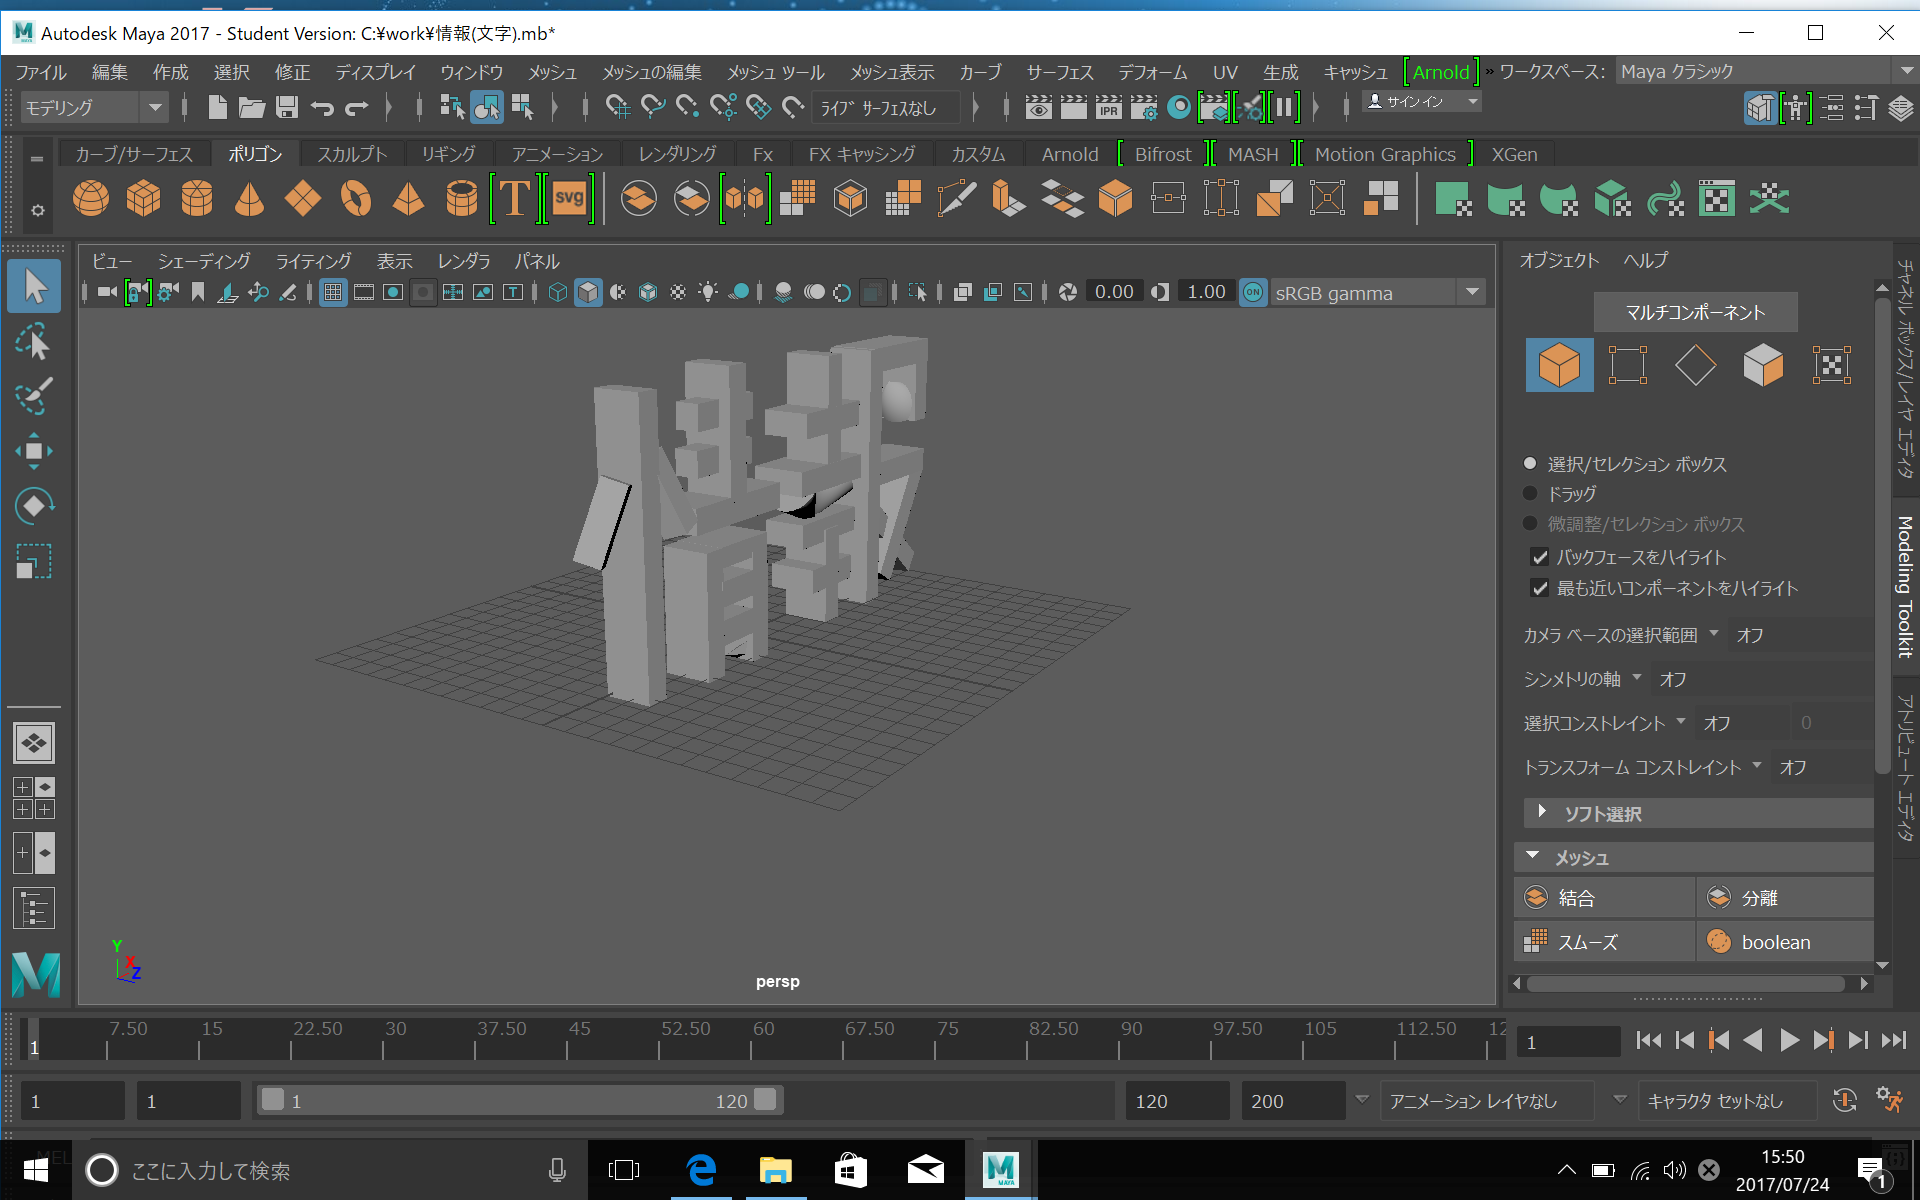 Autodesk Maya 2017 - Student Version: C:¥work¥情報(文字).mb*
ファイル 編集 作成 選択 修正 ディスプレイ ウィンドウ メッシュ メッシュの編集 メッシュ ツール メッシュ表示 カーブ サーフェス デフォーム UV 生成 キャッシュ Arnold » ワークスペース: Maya クラシック
モデリング ライブ サーフェスなし IPR サイン イン
カーブ/サーフェス ポリゴン スカルプト リギング アニメーション レンダリング Fx FX キャッシング カスタム Arnold Bifrost MASH Motion Graphics XGen
T svg
ビュー シェーディング ライティング 表示 レンダラ パネル
0.00 1.00 ON sRGB gamma
オブジェクト ヘルプ
マルチコンポーネント
選択/セレクション ボックス
ドラッグ
微調整/セレクション ボックス
バックフェースをハイライト
最も近いコンポーネントをハイライト
カメラ ベースの選択範囲 オフ
シンメトリの軸 オフ
選択コンストレイント オフ 0
トランスフォーム コンストレイント オフ
ソフト選択
メッシュ
結合 分離
スムーズ boolean
チャネル ボックス/レイヤ エディタ
Modeling Toolkit
アトリビュート エディタ
Y
X
Z
persp
1 7.50 15 22.50 30 37.50 45 52.50 60 67.50 75 82.50 90 97.50 105 112.50 12 1
1 1 1 120 120 200 アニメーション レイヤなし キャラクタ セットなし
MEL
ここに入力して検索
MAYA
15:50
2017/07/24
1